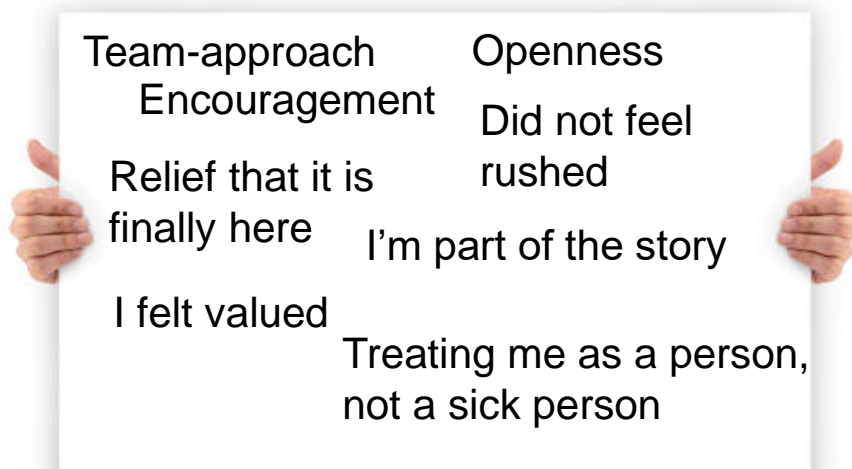 Team-approach
Encouragement
Openness
Did not feel
rushed
Relief that it is
finally here
I'm part of the story
I felt valued
Treating me as a person,
not a sick person